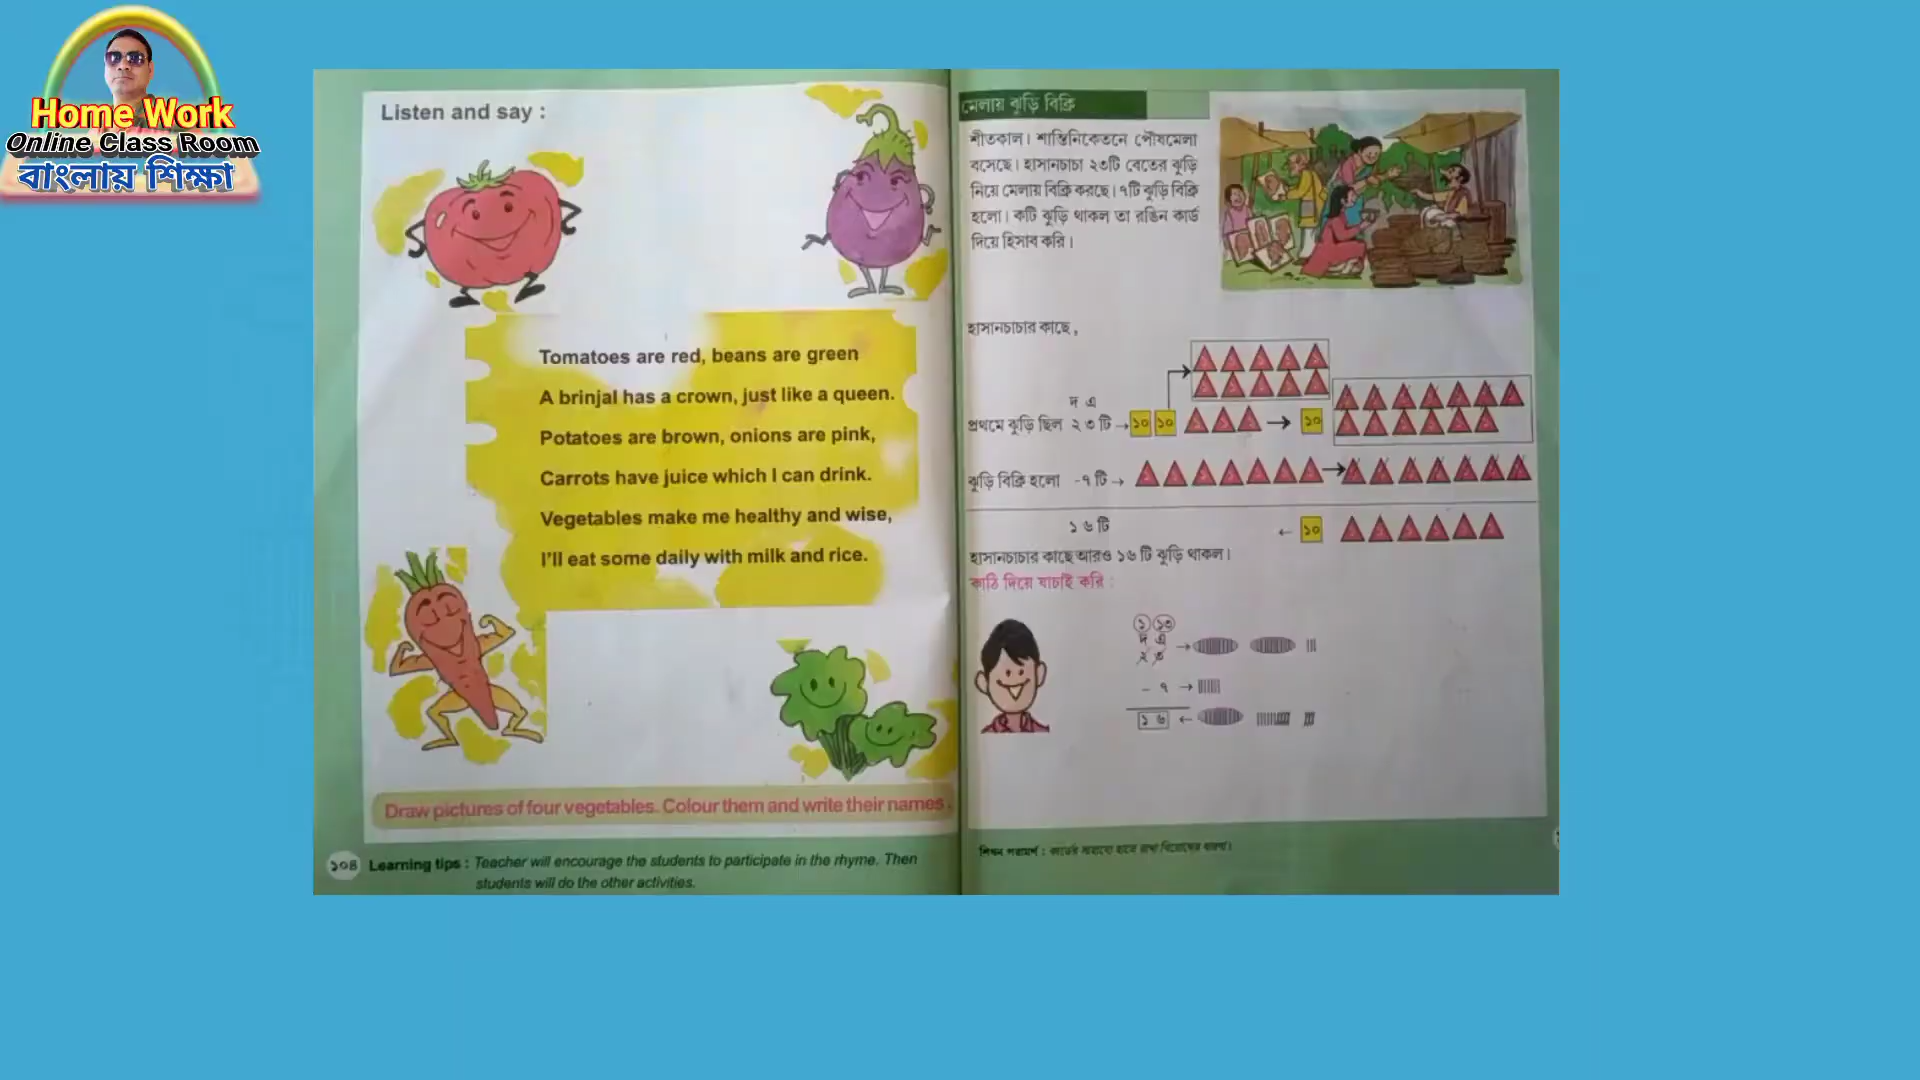 Home Work
Online Class Room
বাংলায় শিক্ষা
Listen and say :
Tomatoes are red, beans are green
A brinjal has a crown, just like a queen.
Potatoes are brown, onions are pink,
Carrots have juice which I can drink.
Vegetables make me healthy and wise,
I'll eat some daily with milk and rice.
Draw pictures of four vegetables. Colour them and write their names .
১০৪ Learning tips : Teacher will encourage the students to participate in the rhyme. Then
students will do the other activities.
মেলায় ঝুড়ি বিক্রি
শীতকাল। শান্তিনিকেতনে পৌষমেলা
বসেছে। হাসানচাচা ২৩টি বেতের ঝুড়ি
নিয়ে মেলায় বিক্রি করছে। ৭টি ঝুড়ি বিক্রি
হলো। কটি ঝুড়ি থাকল তা রঙিন কার্ড
দিয়ে হিসাব করি।
হাসানচাচার কাছে,
দ এ
প্রথমে ঝুড়ি ছিল ২ ৩ টি → ১০ ১০ → ১০
ঝুড়ি বিক্রি হলো -৭ টি →
১ ৬ টি ← ১০
হাসানচাচার কাছে আরও ১৬ টি ঝুড়ি থাকল।
কাঠি দিয়ে যাচাই করি :
১ ১৩
দ এ
২ ৩ →
- ৭ →
১ ৬ ←
শিখন পরামর্শ : কার্ডের সাহায্যে হাতে রাখা বিয়োগের ধারণা।